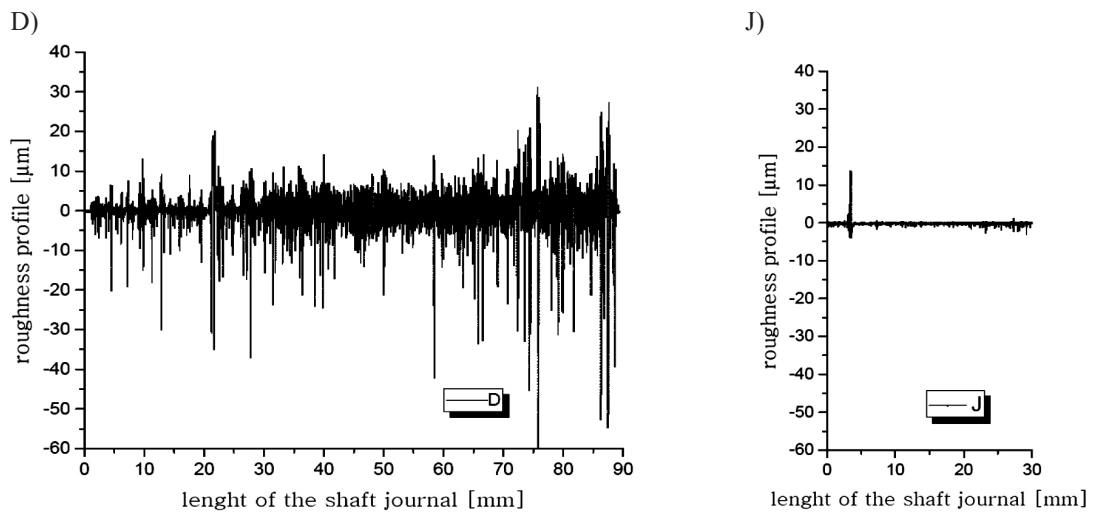 D)
J)
40
30
20
10
0
-10
-20
-30
-40
-50
-60
roughness profile [µm]
D
0 10 20 30 40 50 60 70 80 90
lenght of the shaft journal [mm]
40
30
20
10
0
-10
-20
-30
-40
-50
-60
roughness profile [µm]
J
0 10 20 30
lenght of the shaft journal [mm]